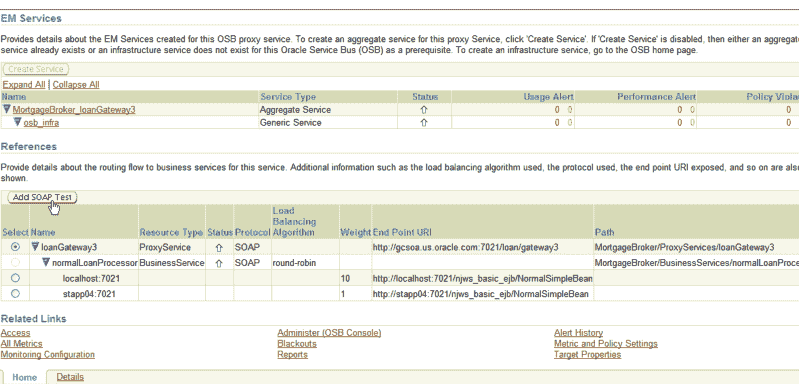 EM Services
Provides details about the EM Services created for this OSB proxy service. To create an aggregate service for this proxy Service, click 'Create Service'. If 'Create Service' is disabled, then either an aggregat
service already exists or an infrastructure service does not exist for this Oracle Service Bus (OSB) as a prerequisite. To create an infrastructure service, go to the OSB home page.
Create Service
Expand All | Collapse All
Name Service Type Status Usage Alert Performance Alert Policy Viola
MortgageBroker_loanGateway3 Aggregate Service 0 0 0 0 0
osb_infra Generic Service 0 0 0 0 0
References
Provide details about the routing flow to business services for this service. Additional information such as the load balancing algorithm used, the protocol used, the end point URI exposed, and so on are also
shown.
Add SOAP Test
Select Name Resource Type Status Protocol Load Balancing Algorithm Weight End Point URI Path
loanGateway3 ProxyService SOAP http://gcsoa.us.oracle.com:7021/loan/gateway3 MortgageBroker/ProxyServices/loanGateway3
normalLoanProcessor BusinessService SOAP round-robin MortgageBroker/BusinessServices/normalLoanProce
localhost:7021 10 http://localhost:7021/njws_basic_ejb/NormalSimpleBean
stapp04:7021 1 http://stapp04:7021/njws_basic_ejb/NormalSimpleBean
Related Links
Access Administer (OSB Console) Alert History
All Metrics Blackouts Metric and Policy Settings
Monitoring Configuration Reports Target Properties
Home Details